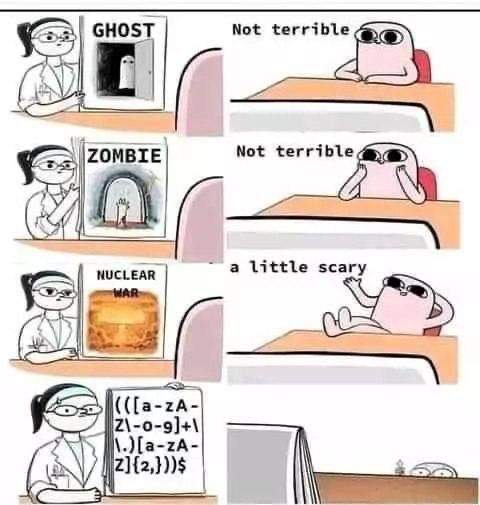 GHOST
Not terrible
ZOMBIE
Not terrible
NUCLEAR
WAR
a little scary
(([a-zA-
Z\-0-9]+\
\.)[a-zA-
Z]{2,}))$